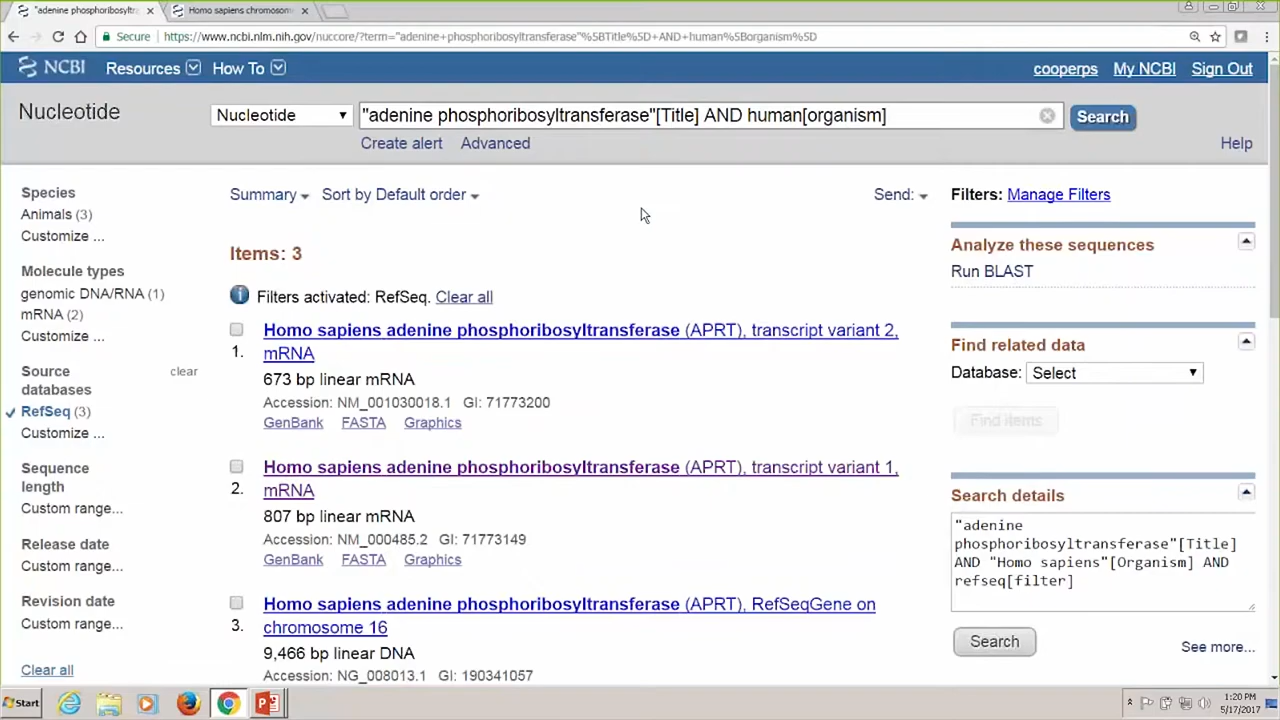 "adenine phosphoribosyltr
Homo sapiens chromosom
Secure https://www.ncbi.nlm.nih.gov/nuccore/?term="adenine+phosphoribosyltransferase"%5BTitle%5D+AND+human%5Borganism%5D
NCBI Resources How To cooperps My NCBI Sign Out
Nucleotide Nucleotide "adenine phosphoribosyltransferase"[Title] AND human[organism] Search
Create alert Advanced Help
Species
Animals (3)
Customize ...
Molecule types
genomic DNA/RNA (1)
mRNA (2)
Customize ...
Source databases clear
RefSeq (3)
Customize ...
Sequence
length
Custom range...
Release date
Custom range...
Revision date
Custom range...
Clear all
Summary Sort by Default order Send:
Items: 3
Filters activated: RefSeq. Clear all
Homo sapiens adenine phosphoribosyltransferase (APRT), transcript variant 2,
1. mRNA
673 bp linear mRNA
Accession: NM_001030018.1 GI: 71773200
GenBank FASTA Graphics
Homo sapiens adenine phosphoribosyltransferase (APRT), transcript variant 1,
2. mRNA
807 bp linear mRNA
Accession: NM_000485.2 GI: 71773149
GenBank FASTA Graphics
Homo sapiens adenine phosphoribosyltransferase (APRT), RefSeqGene on
3. chromosome 16
9,466 bp linear DNA
Accession: NG_008013.1 GI: 190341057
Filters: Manage Filters
Analyze these sequences
Run BLAST
Find related data
Database: Select
Find items
Search details
"adenine
phosphoribosyltransferase"[Title]
AND "Homo sapiens"[Organism] AND
refseq[filter]
Search See more...
Start
1:20 PM
5/17/2017